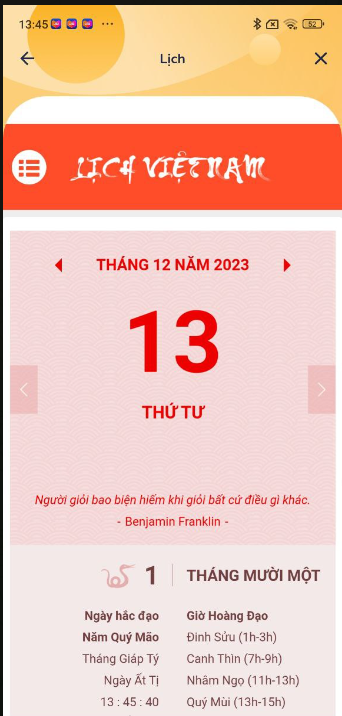 13:45 ... 52
Lịch
LỊCH VIỆT NAM
THÁNG 12 NĂM 2023
13
THỨ TƯ
Người giỏi bao biện hiếm khi giỏi bất cứ điều gì khác.
- Benjamin Franklin -
1 THÁNG MƯỜI MỘT
Ngày hắc đạo
Giờ Hoàng Đạo
Năm Quý Mão
Đinh Sửu (1h-3h)
Tháng Giáp Tý
Canh Thìn (7h-9h)
Ngày Ất Tị
Nhâm Ngọ (11h-13h)
13 : 45 : 40
Quý Mùi (13h-15h)